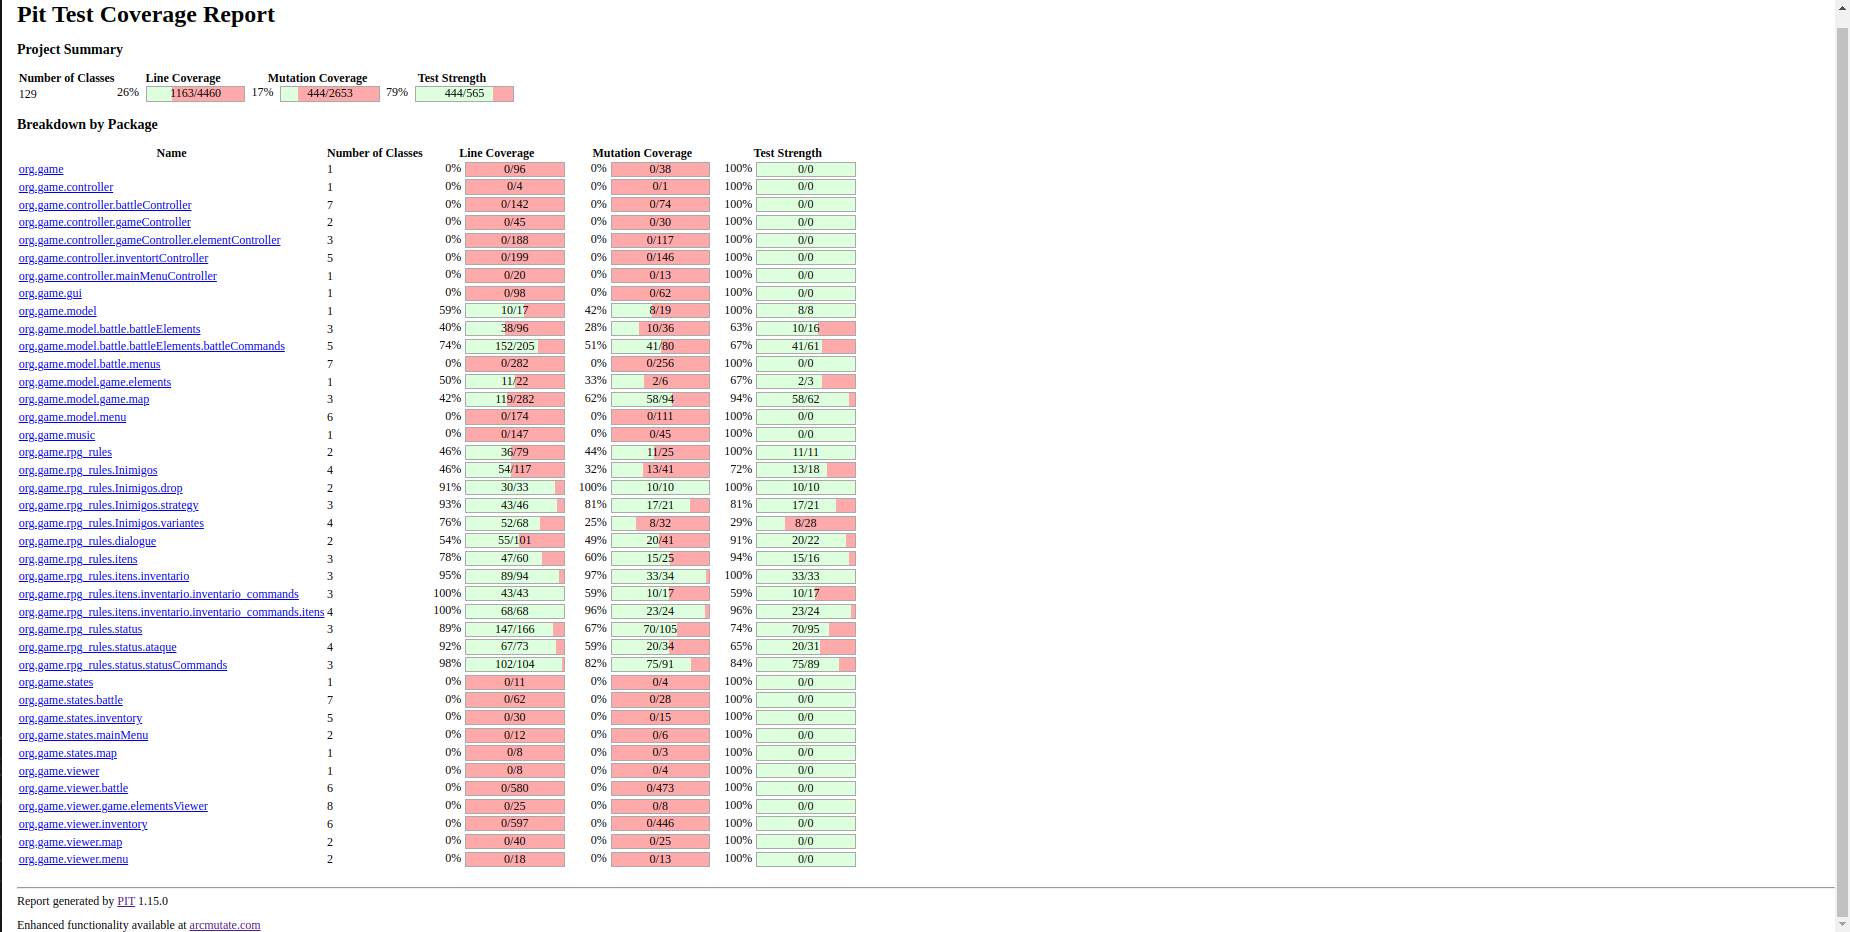 Pit Test Coverage Report
Project Summary
Number of Classes Line Coverage Mutation Coverage Test Strength
129 26% 1163/4460 17% 444/2653 79% 444/565
Breakdown by Package
Name Number of Classes Line Coverage Mutation Coverage Test Strength
org.game 1 0% 0/96 0% 0/38 100% 0/0
org.game.controller 1 0% 0/4 0% 0/1 100% 0/0
org.game.controller.battleController 7 0% 0/142 0% 0/74 100% 0/0
org.game.controller.gameController 2 0% 0/45 0% 0/30 100% 0/0
org.game.controller.gameController.elementController 3 0% 0/188 0% 0/117 100% 0/0
org.game.controller.inventortController 5 0% 0/199 0% 0/146 100% 0/0
org.game.controller.mainMenuController 1 0% 0/20 0% 0/13 100% 0/0
org.game.gui 1 0% 0/98 0% 0/62 100% 0/0
org.game.model 1 59% 10/17 42% 8/19 100% 8/8
org.game.model.battle.battleElements 3 40% 38/96 28% 10/36 63% 10/16
org.game.model.battle.battleElements.battleCommands 5 74% 152/205 51% 41/80 67% 41/61
org.game.model.battle.menus 7 0% 0/282 0% 0/256 100% 0/0
org.game.model.game.elements 1 50% 11/22 33% 2/6 67% 2/3
org.game.model.game.map 3 42% 119/282 62% 58/94 94% 58/62
org.game.model.menu 6 0% 0/174 0% 0/111 100% 0/0
org.game.music 1 0% 0/147 0% 0/45 100% 0/0
org.game.rpg_rules 2 46% 36/79 44% 11/25 100% 11/11
org.game.rpg_rules.Inimigos 4 46% 54/117 32% 13/41 72% 13/18
org.game.rpg_rules.Inimigos.drop 2 91% 30/33 100% 10/10 100% 10/10
org.game.rpg_rules.Inimigos.strategy 3 93% 43/46 81% 17/21 81% 17/21
org.game.rpg_rules.Inimigos.variantes 4 76% 52/68 25% 8/32 29% 8/28
org.game.rpg_rules.dialogue 2 54% 55/101 49% 20/41 91% 20/22
org.game.rpg_rules.itens 3 78% 47/60 60% 15/25 94% 15/16
org.game.rpg_rules.itens.inventario 3 95% 89/94 97% 33/34 100% 33/33
org.game.rpg_rules.itens.inventario.inventario_commands 3 100% 43/43 59% 10/17 59% 10/17
org.game.rpg_rules.itens.inventario.inventario_commands.itens 4 100% 68/68 96% 23/24 96% 23/24
org.game.rpg_rules.status 3 89% 147/166 67% 70/105 74% 70/95
org.game.rpg_rules.status.ataque 4 92% 67/73 59% 20/34 65% 20/31
org.game.rpg_rules.status.statusCommands 3 98% 102/104 82% 75/91 84% 75/89
org.game.states 1 0% 0/11 0% 0/4 100% 0/0
org.game.states.battle 7 0% 0/62 0% 0/28 100% 0/0
org.game.states.inventory 5 0% 0/30 0% 0/15 100% 0/0
org.game.states.mainMenu 2 0% 0/12 0% 0/6 100% 0/0
org.game.states.map 1 0% 0/8 0% 0/3 100% 0/0
org.game.viewer 1 0% 0/8 0% 0/4 100% 0/0
org.game.viewer.battle 6 0% 0/580 0% 0/473 100% 0/0
org.game.viewer.game.elementsViewer 8 0% 0/25 0% 0/8 100% 0/0
org.game.viewer.inventory 6 0% 0/597 0% 0/446 100% 0/0
org.game.viewer.map 2 0% 0/40 0% 0/25 100% 0/0
org.game.viewer.menu 2 0% 0/18 0% 0/13 100% 0/0
Report generated by PIT 1.15.0
Enhanced functionality available at arcmutate.com